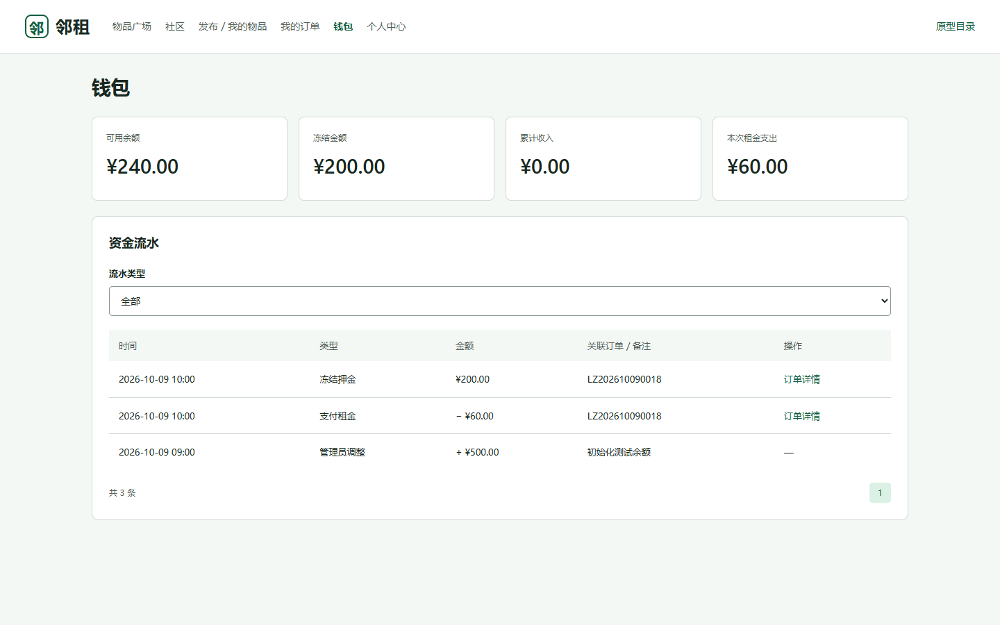 邻 邻租 物品广场 社区 发布 / 我的物品 我的订单 钱包 个人中心 原型目录
钱包
可用余额 冻结金额 累计收入 本次租金支出
¥240.00 ¥200.00 ¥0.00 ¥60.00
资金流水
流水类型
全部
时间 类型 金额 关联订单 / 备注 操作
2026-10-09 10:00 冻结押金 ¥200.00 LZ202610090018 订单详情
2026-10-09 10:00 支付租金 − ¥60.00 LZ202610090018 订单详情
2026-10-09 09:00 管理员调整 + ¥500.00 初始化测试余额 —
共 3 条 1